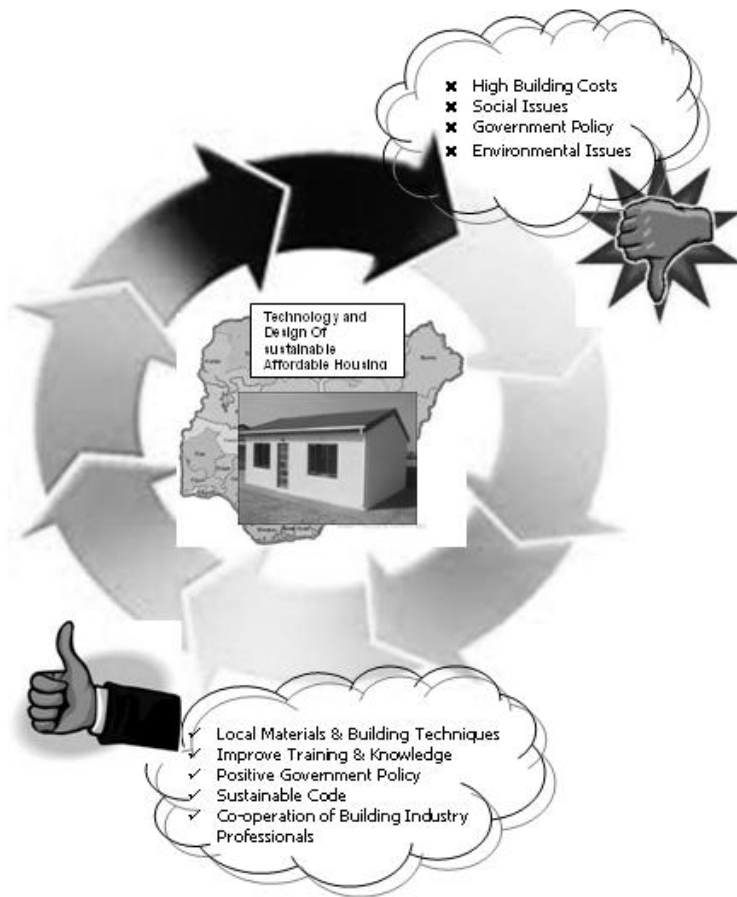 ✖ High Building Costs
✖ Social Issues
✖ Government Policy
✖ Environmental Issues
Technology and
Design Of
sustainable
Affordable Housing
✓ Local Materials & Building Techniques
✓ Improve Training & Knowledge
✓ Positive Government Policy
✓ Sustainable Code
✓ Co-operation of Building Industry
Professionals